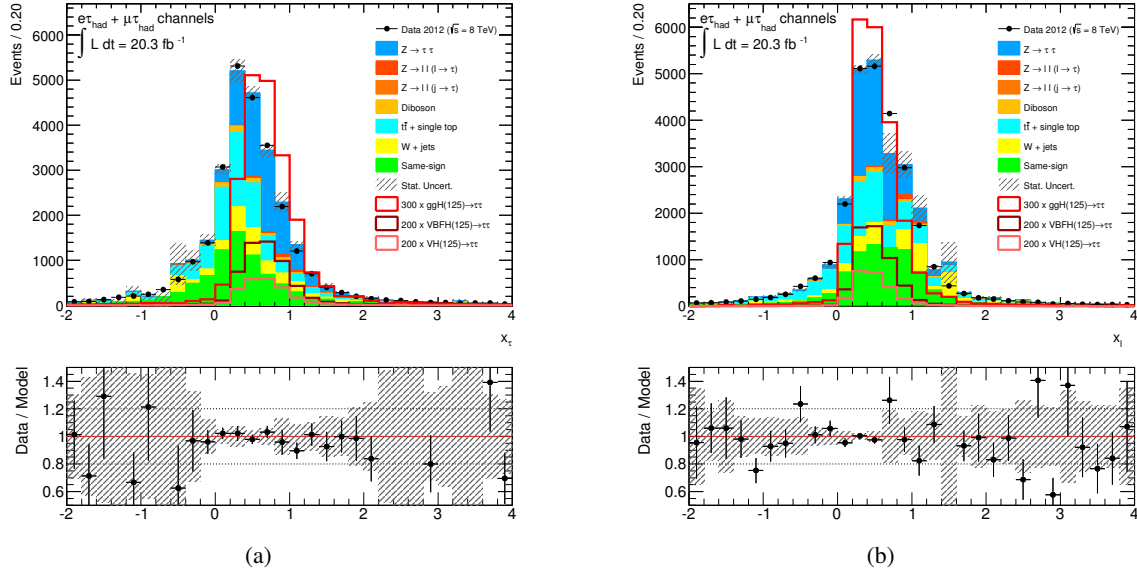 Events / 0.20
6000
5000
4000
3000
2000
1000
0
eτhad + μτhad channels
∫ L dt = 20.3 fb -1
Data 2012 (√s = 8 TeV)
Z → τ τ
Z → l l (l → τ)
Z → l l (j → τ)
Diboson
tt̄ + single top
W + jets
Same-sign
Stat. Uncert.
300 x ggH(125)→ττ
200 x VBFH(125)→ττ
200 x VH(125)→ττ
-2 -1 0 1 2 3 4
xτ
Data / Model
1.4
1.2
1
0.8
0.6
-2 -1 0 1 2 3 4
(a)
Events / 0.20
6000
5000
4000
3000
2000
1000
0
eτhad + μτhad channels
∫ L dt = 20.3 fb -1
Data 2012 (√s = 8 TeV)
Z → τ τ
Z → l l (l → τ)
Z → l l (j → τ)
Diboson
tt̄ + single top
W + jets
Same-sign
Stat. Uncert.
300 x ggH(125)→ττ
200 x VBFH(125)→ττ
200 x VH(125)→ττ
-2 -1 0 1 2 3 4
xl
Data / Model
1.4
1.2
1
0.8
0.6
-2 -1 0 1 2 3 4
(b)